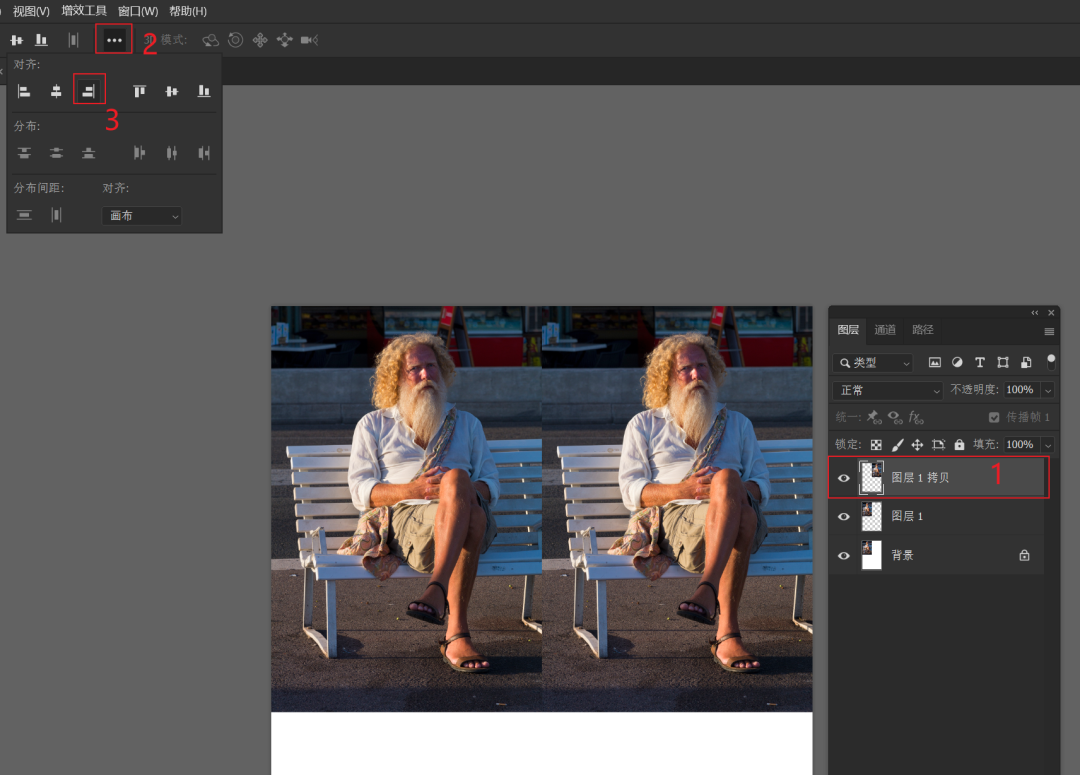 视图(V) 增效工具 窗口(W) 帮助(H)
2
3D 模式:
对齐:
3
分布:
分布间距: 对齐:
画布
图层 通道 路径
类型
正常 不透明度: 100%
统一: 传播帧 1
锁定: 填充: 100%
图层 1 拷贝 1
图层 1
背景